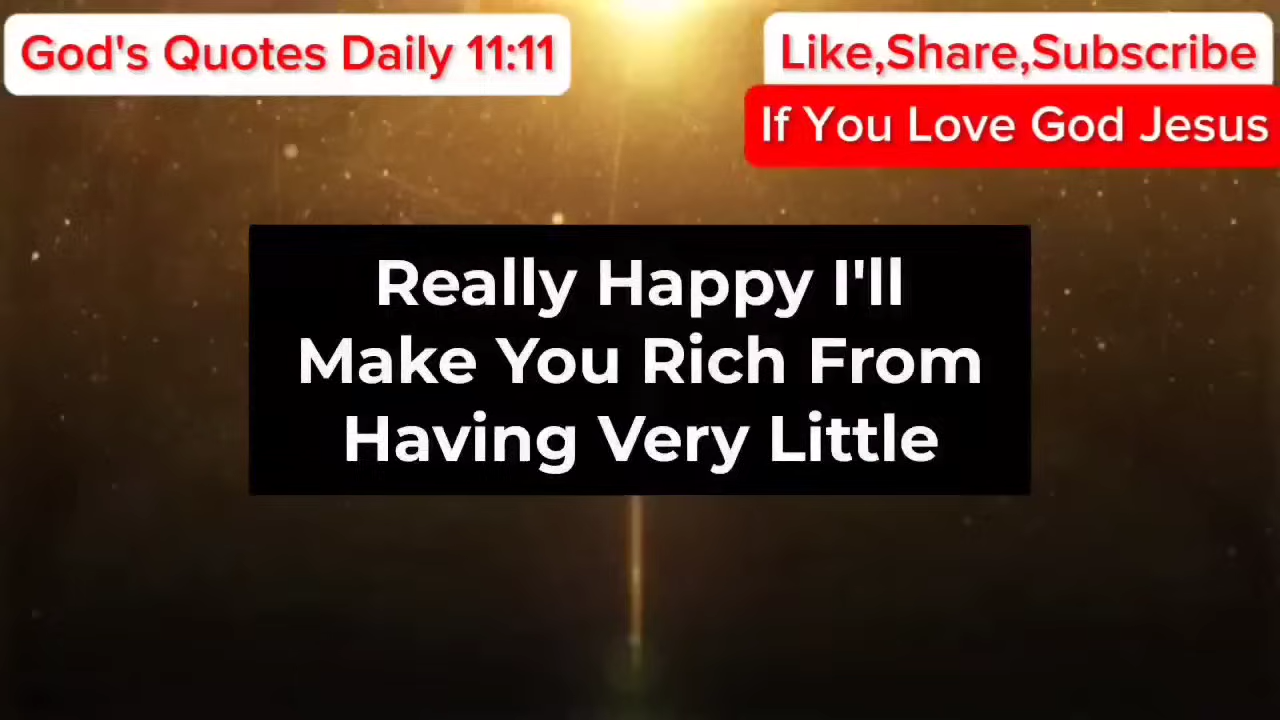 God's Quotes Daily 11:11
Like,Share,Subscribe
If You Love God Jesus
Really Happy I'll
Make You Rich From
Having Very Little